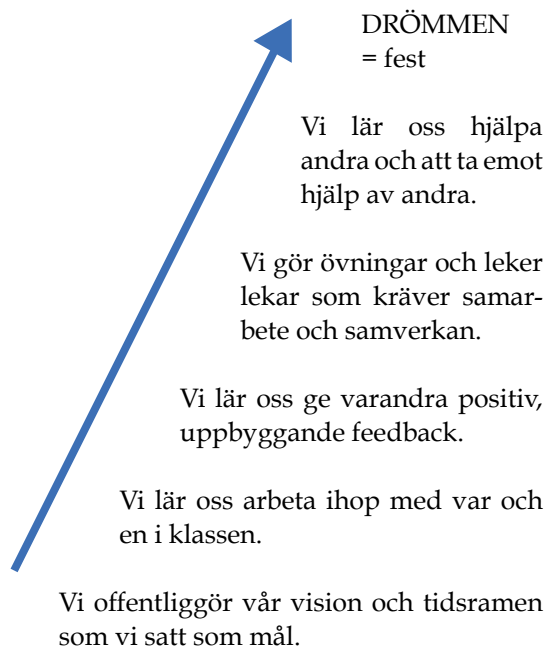 DRÖMMEN
= fest
Vi lär oss hjälpa
andra och att ta emot
hjälp av andra.
Vi gör övningar och leker
lekar som kräver samar-
bete och samverkan.
Vi lär oss ge varandra positiv,
uppbyggande feedback.
Vi lär oss arbeta ihop med var och
en i klassen.
Vi offentliggör vår vision och tidsramen
som vi satt som mål.